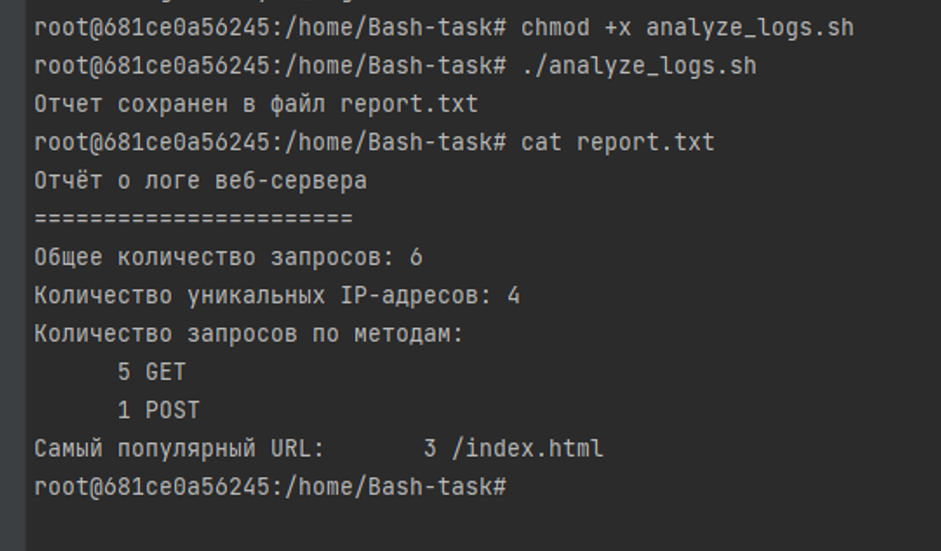 root@681ce0a56245:/home/Bash-task# chmod +x analyze_logs.sh
root@681ce0a56245:/home/Bash-task# ./analyze_logs.sh
Отчет сохранен в файл report.txt
root@681ce0a56245:/home/Bash-task# cat report.txt
Отчёт о логе веб-сервера
=======================
Общее количество запросов: 6
Количество уникальных IP-адресов: 4
Количество запросов по методам:
      5 GET
      1 POST
Самый популярный URL:       3 /index.html
root@681ce0a56245:/home/Bash-task#